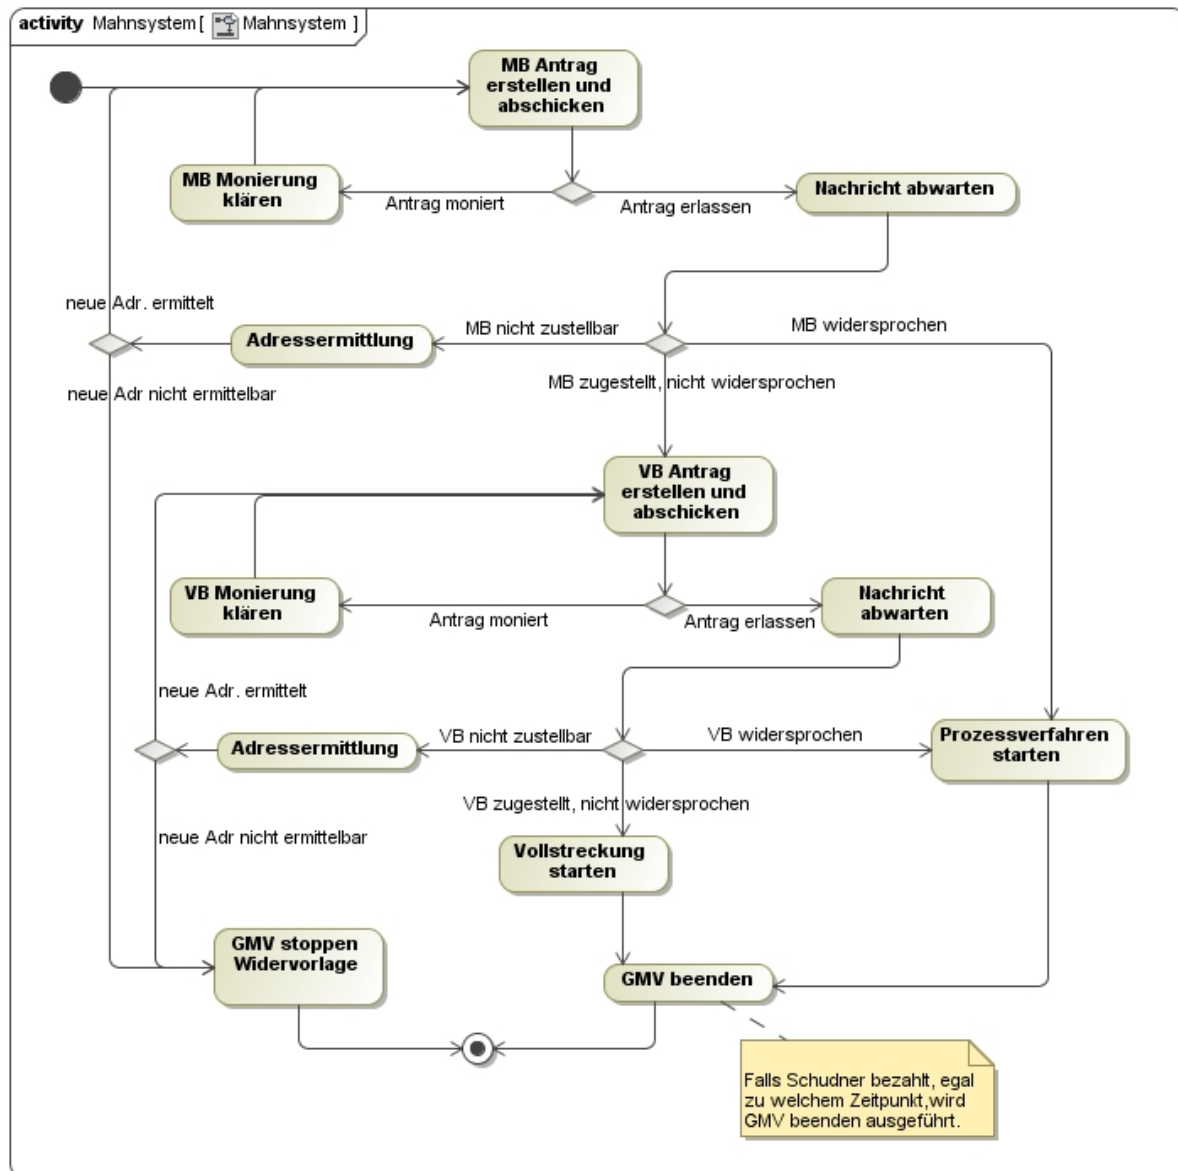 activity Mahnsystem [ Mahnsystem ]
MB Antrag
erstellen und
abschicken
MB Monierung
klären
Antrag moniert
Antrag erlassen
Nachricht abwarten
neue Adr. ermittelt
Adressermittlung
MB nicht zustellbar
MB widersprochen
neue Adr nicht ermittelbar
MB zugestellt, nicht widersprochen
VB Antrag
erstellen und
abschicken
VB Monierung
klären
Antrag moniert
Antrag erlassen
Nachricht
abwarten
neue Adr. ermittelt
Adressermittlung
VB nicht zustellbar
VB widersprochen
Prozessverfahren
starten
VB zugestellt, nicht widersprochen
neue Adr nicht ermittelbar
Vollstreckung
starten
GMV stoppen
Widervorlage
GMV beenden
Falls Schudner bezahlt, egal
zu welchem Zeitpunkt,wird
GMV beenden ausgeführt.